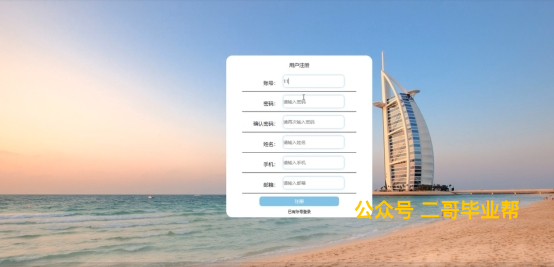 用户注册
账号: 11
密码: 请输入密码
确认密码: 请再次输入密码
姓名: 请输入姓名
手机: 请输入手机
邮箱: 请输入邮箱
注册
已有账号登录
公众号 二哥毕业帮